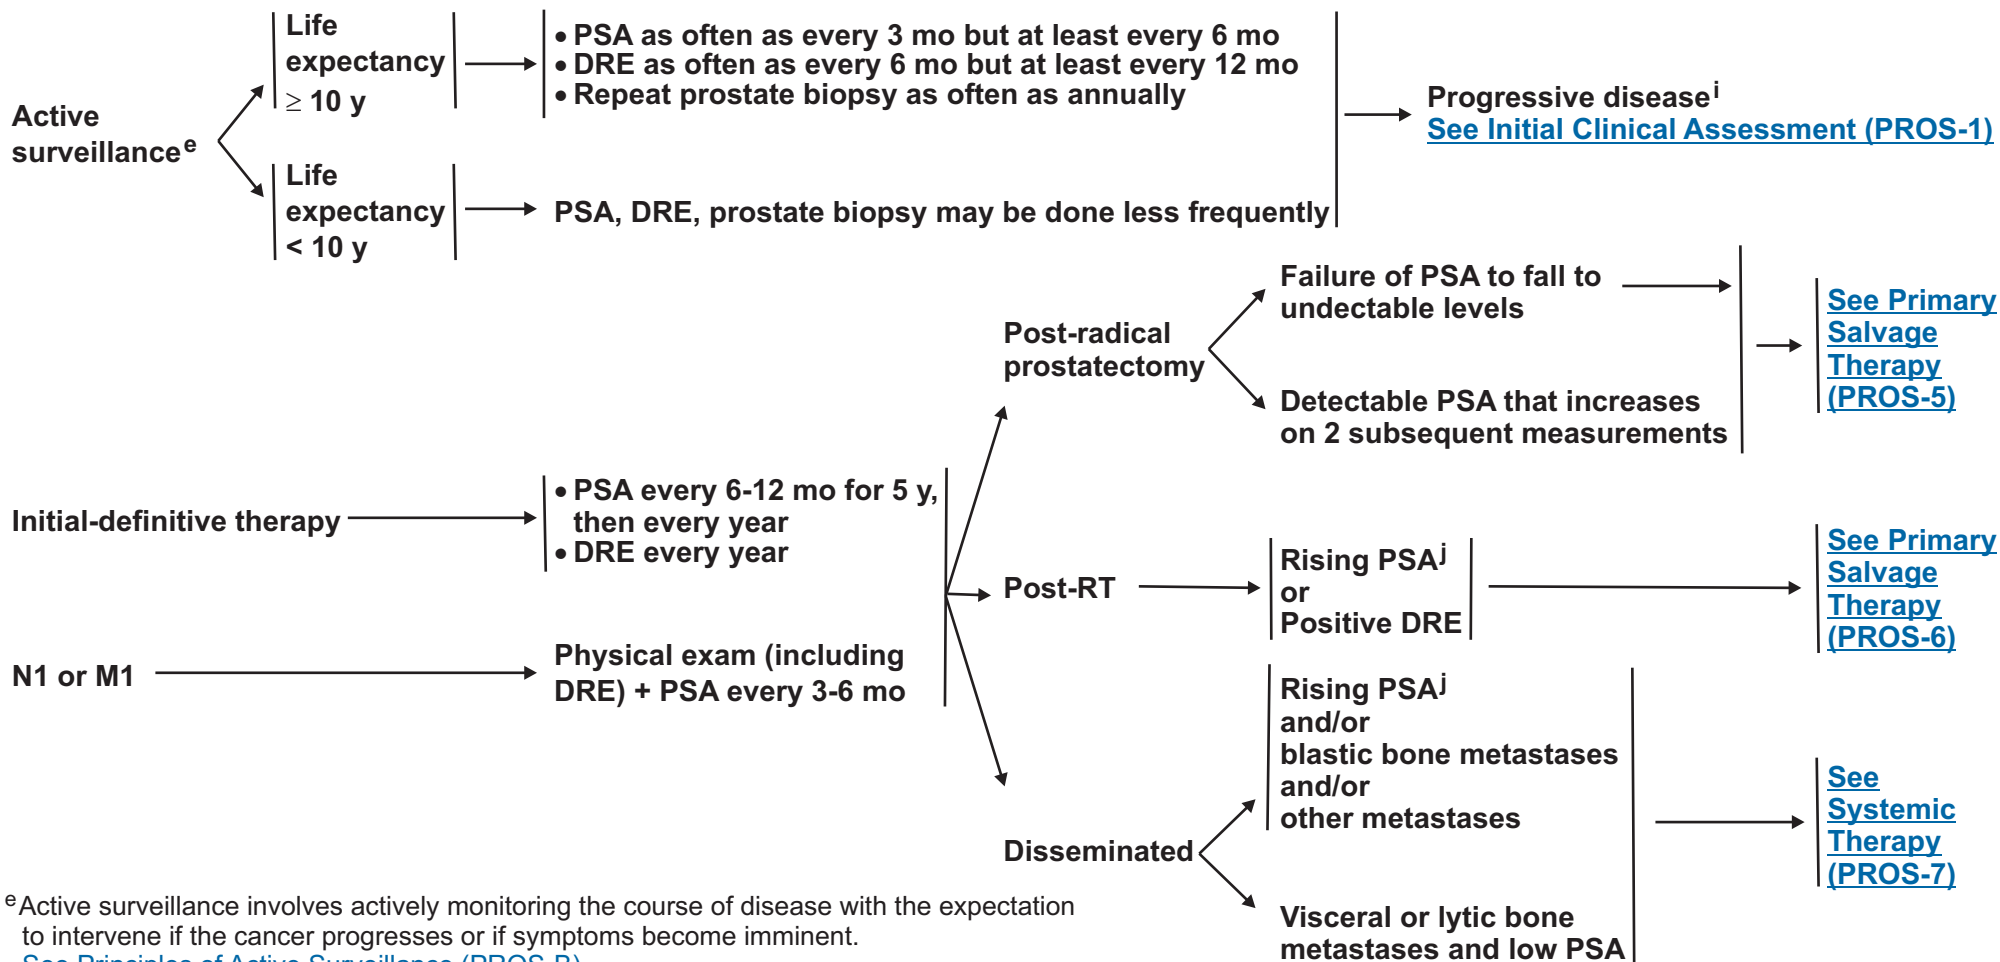 Active
surveillance e
Life
expectancy
≥ 10 y
• PSA as often as every 3 mo but at least every 6 mo
• DRE as often as every 6 mo but at least every 12 mo
• Repeat prostate biopsy as often as annually
Life
expectancy
< 10 y
PSA, DRE, prostate biopsy may be done less frequently
Progressive disease i
See Initial Clinical Assessment (PROS-1)
Initial-definitive therapy
• PSA every 6-12 mo for 5 y,
then every year
• DRE every year
N1 or M1
Physical exam (including
DRE) + PSA every 3-6 mo
Post-radical
prostatectomy
Failure of PSA to fall to
undectable levels
Detectable PSA that increases
on 2 subsequent measurements
See Primary
Salvage
Therapy
(PROS-5)
Post-RT
Rising PSA j
or
Positive DRE
See Primary
Salvage
Therapy
(PROS-6)
Disseminated
Rising PSA j
and/or
blastic bone metastases
and/or
other metastases
Visceral or lytic bone
metastases and low PSA
See
Systemic
Therapy
(PROS-7)
e Active surveillance involves actively monitoring the course of disease with the expectation
to intervene if the cancer progresses or if symptoms become imminent.
See Principles of Active Surveillance (PROS-B)